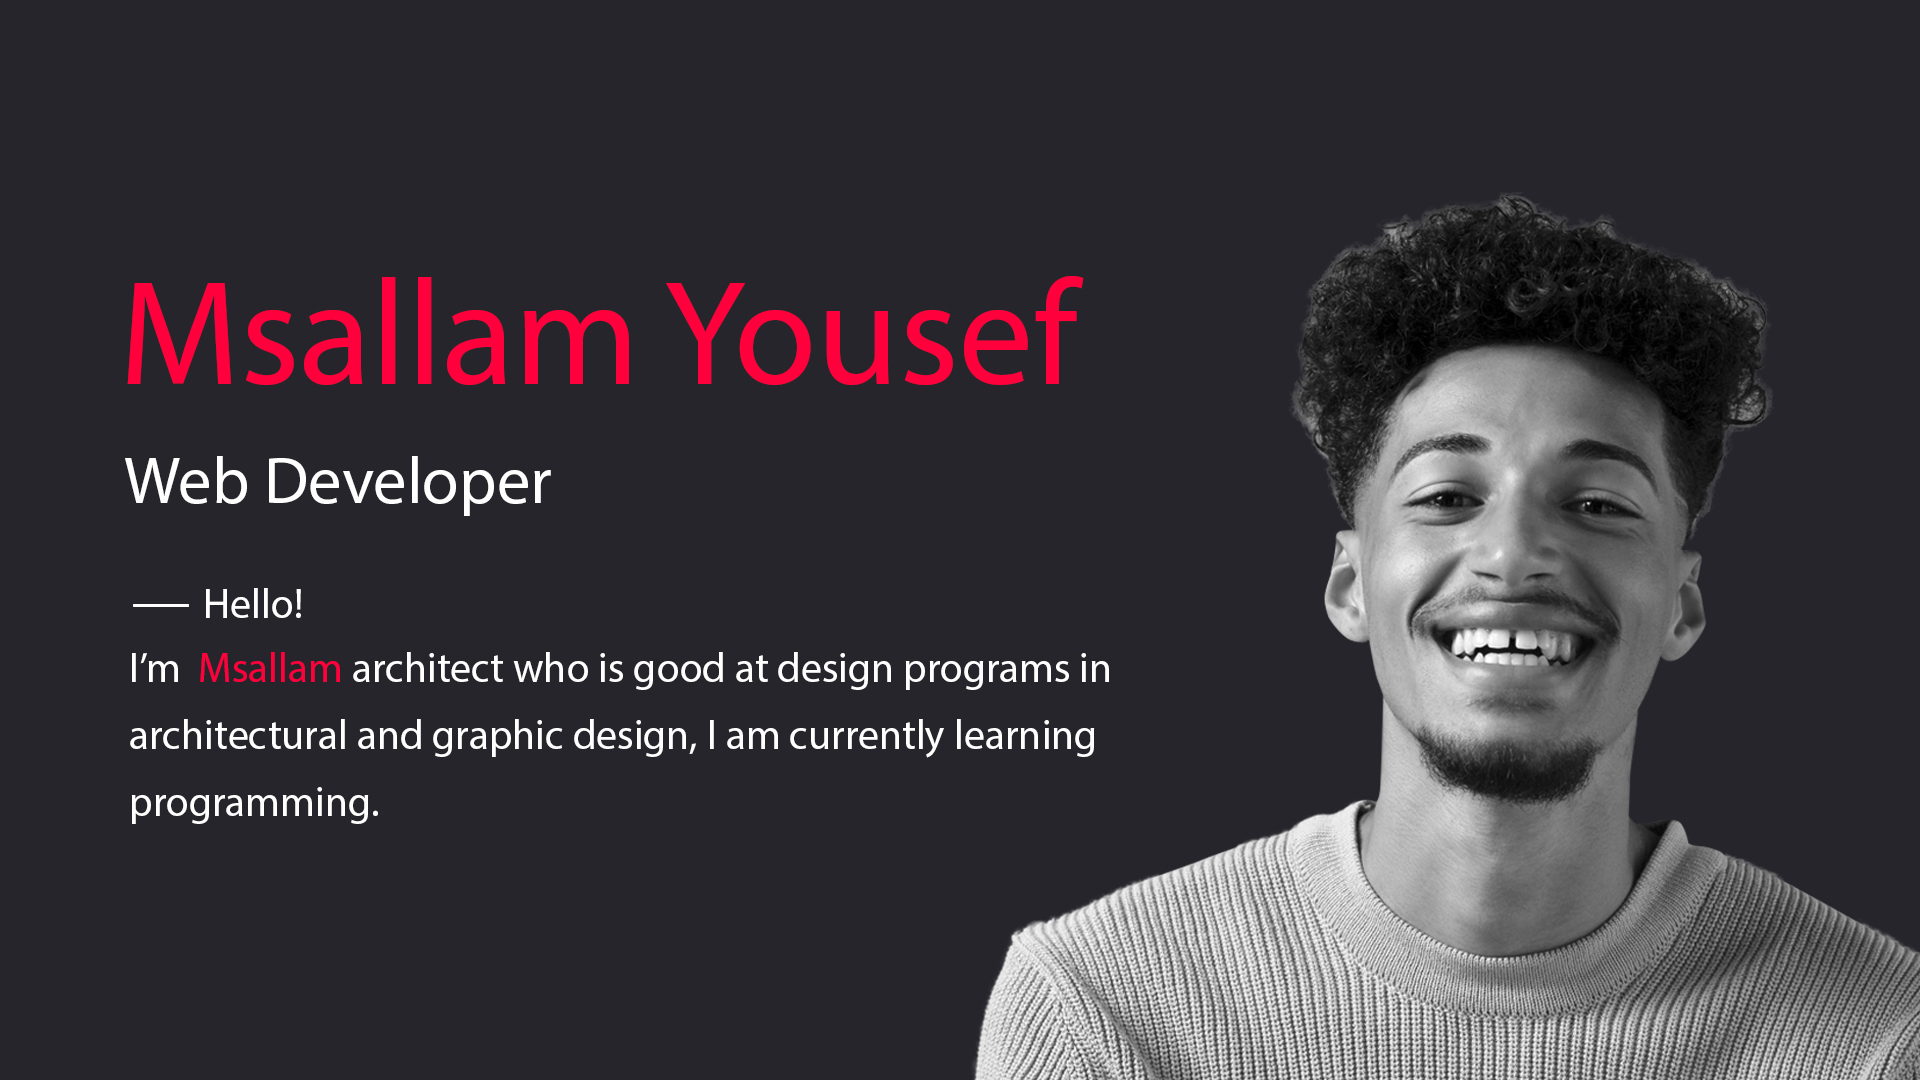 Msallam Yousef
Web Developer
— Hello!
I’m Msallam architect who is good at design programs in
architectural and graphic design, I am currently learning
programming.